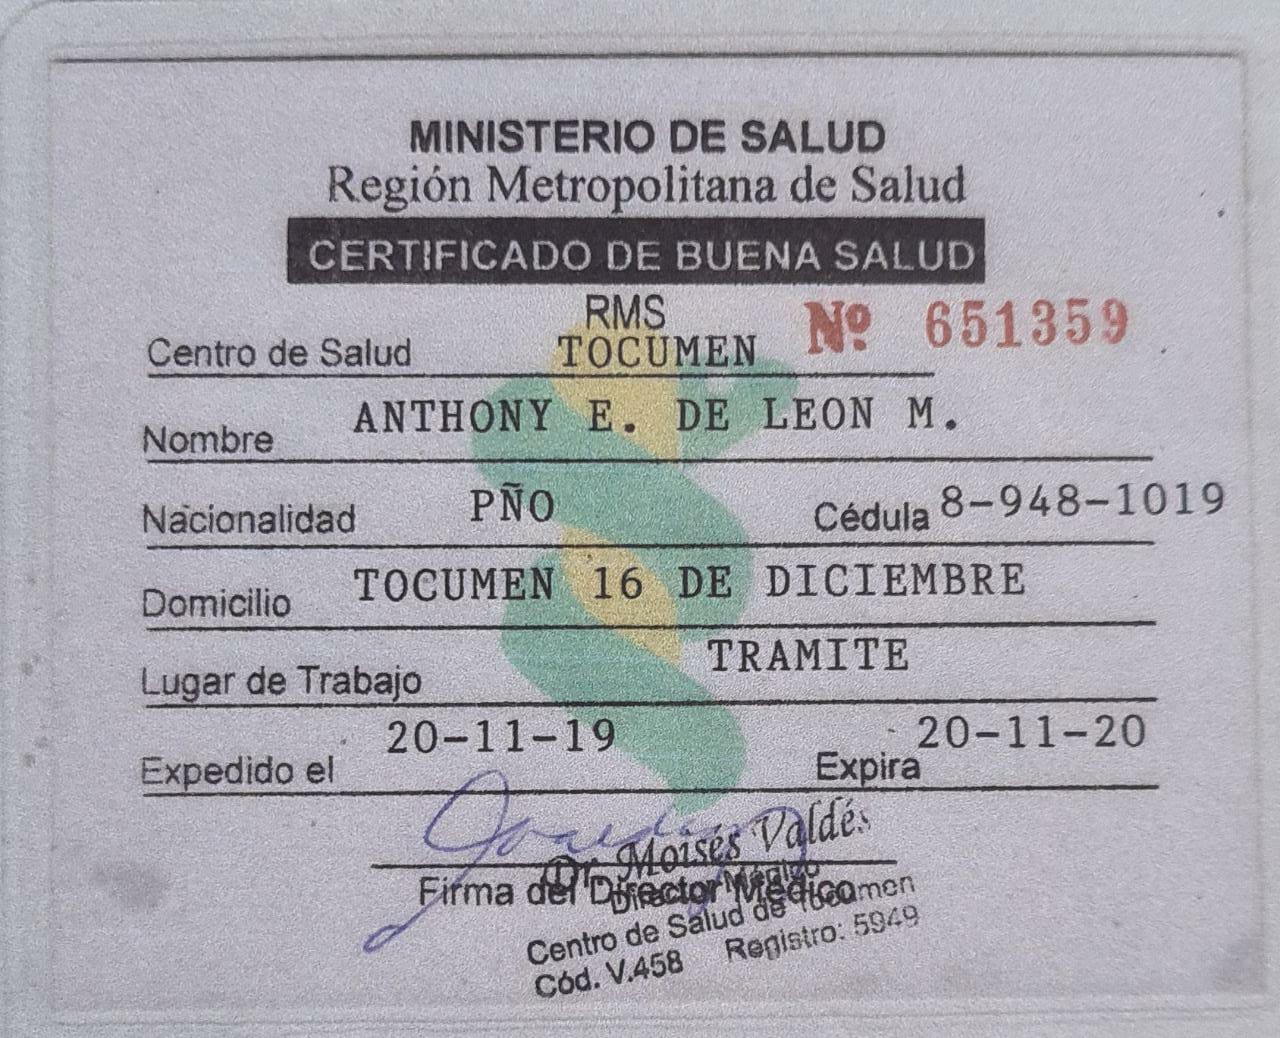 MINISTERIO DE SALUD
Región Metropolitana de Salud
CERTIFICADO DE BUENA SALUD
RMS
Centro de Salud TOCUMEN Nº 651359
Nombre ANTHONY E. DE LEON M.
Nacionalidad PÑO Cédula 8-948-1019
Domicilio TOCUMEN 16 DE DICIEMBRE
Lugar de Trabajo TRAMITE
Expedido el 20-11-19 Expira 20-11-20
Dr. Moisés Valdés
Firma del Director Médico
Director Médico
Centro de Salud de Tocumen
Cód. V.458 Registro: 5949